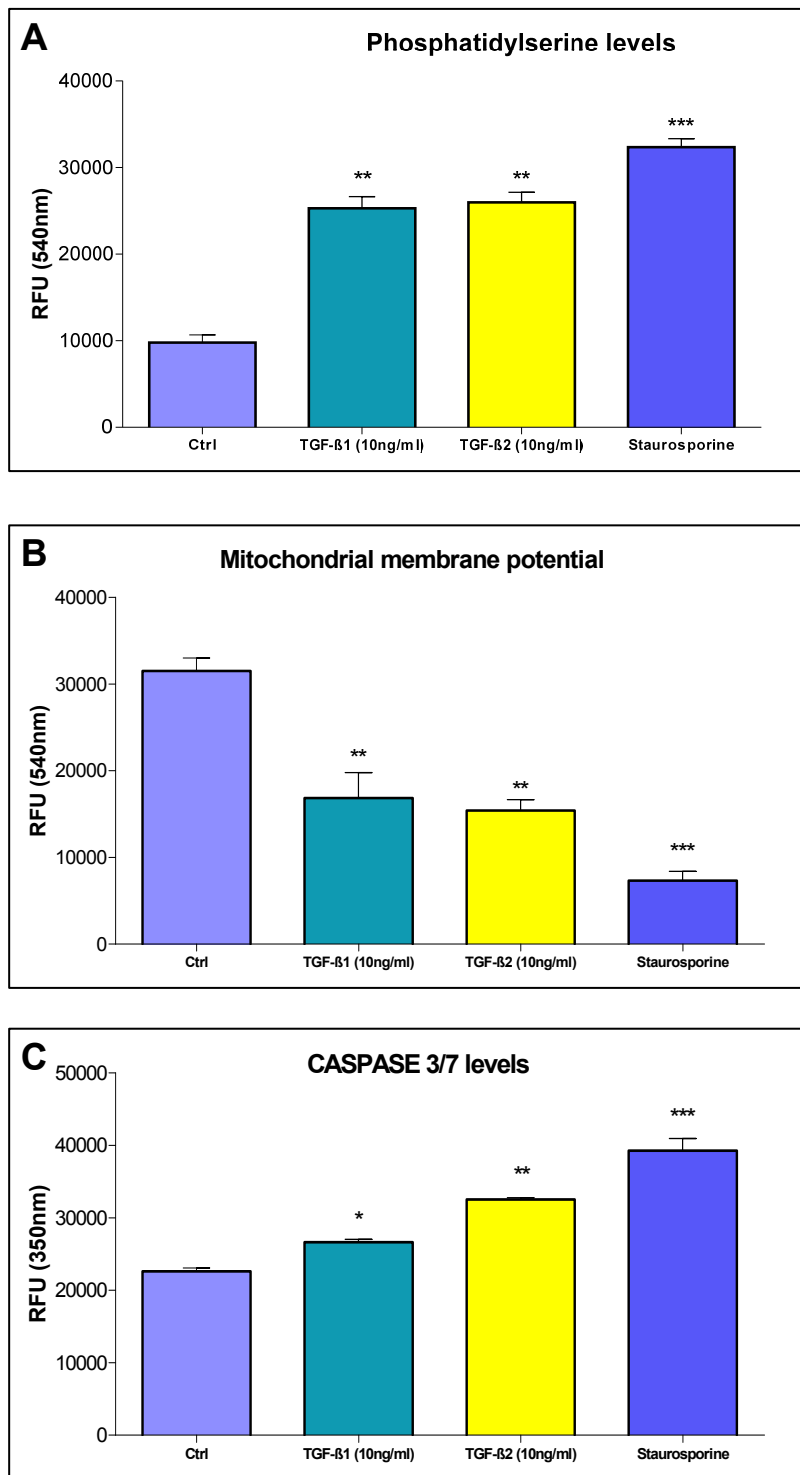 A
Phosphatidylserine levels
40000
30000
20000
10000
0
RFU (540nm)
**
**
***
Ctrl
TGF-ß1 (10ng/ml)
TGF-ß2 (10ng/ml)
Staurosporine
B
Mitochondrial membrane potential
40000
30000
20000
10000
0
RFU (540nm)
**
**
***
Ctrl
TGF-ß1 (10ng/ml)
TGF-ß2 (10ng/ml)
Staurosporine
C
CASPASE 3/7 levels
50000
40000
30000
20000
10000
0
RFU (350nm)
*
**
***
Ctrl
TGF-ß1 (10ng/ml)
TGF-ß2 (10ng/ml)
Staurosporine